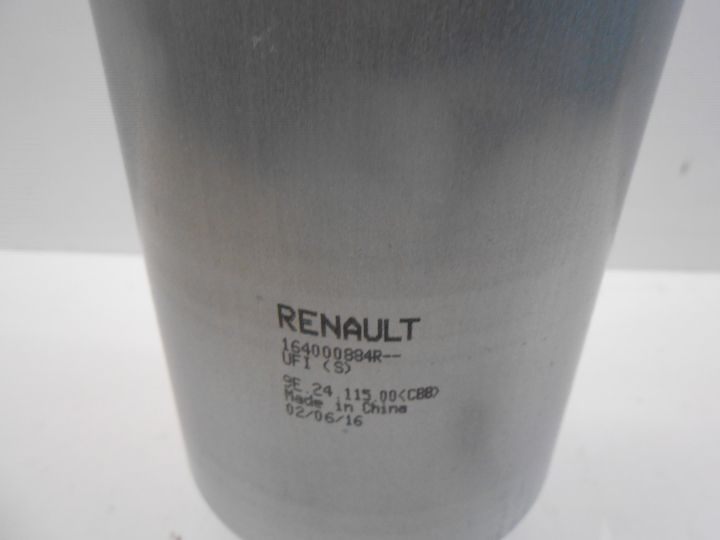 RENAULT
164000884R--
UFI (S)
9E.24.115.00<CBB>
Made in China
02/06/16